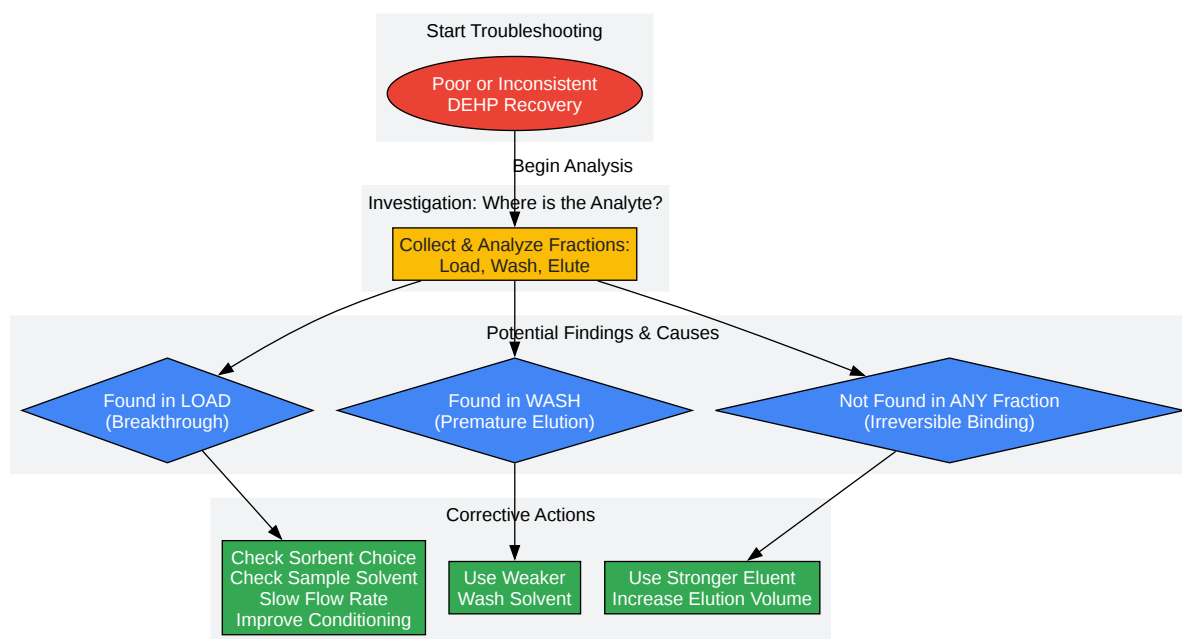 Start Troubleshooting
Poor or Inconsistent
DEHP Recovery
Begin Analysis
Investigation: Where is the Analyte?
Collect & Analyze Fractions:
Load, Wash, Elute
Potential Findings & Causes
Found in LOAD
(Breakthrough)
Found in WASH
(Premature Elution)
Not Found in ANY Fraction
(Irreversible Binding)
Corrective Actions
Check Sorbent Choice
Check Sample Solvent
Slow Flow Rate
Improve Conditioning
Use Weaker
Wash Solvent
Use Stronger Eluent
Increase Elution Volume